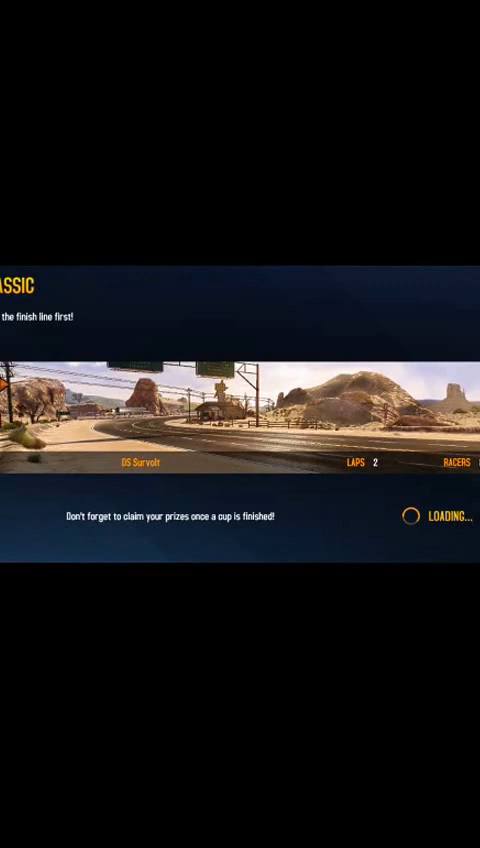 ASSIC
the finish line first!
DS Survolt
LAPS 2
RACERS
Don't forget to claim your prizes once a cup is finished!
LOADING...